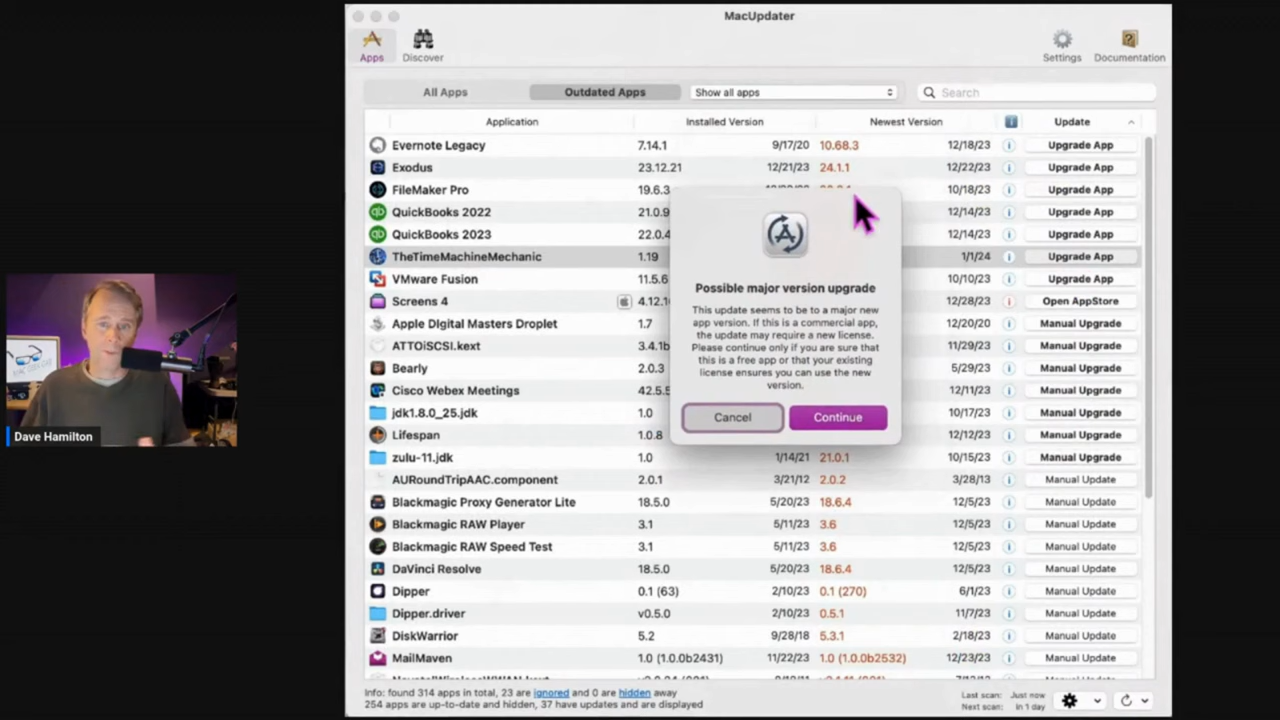 MacUpdater
Apps
Discover
Settings
Documentation
All Apps
Outdated Apps
Show all apps
Search
Application Installed Version Newest Version Update
Evernote Legacy 7.14.1 9/17/20 10.68.3 12/18/23 Upgrade App
Exodus 23.12.21 12/21/23 24.1.1 12/22/23 Upgrade App
FileMaker Pro 19.6.3 10/18/23 Upgrade App
QuickBooks 2022 21.0.9 12/14/23 Upgrade App
QuickBooks 2023 22.0.4 12/14/23 Upgrade App
TheTimeMachineMechanic 1.19 1/1/24 Upgrade App
VMware Fusion 11.5.6 10/10/23 Upgrade App
Screens 4 4.12.1 12/28/23 Open AppStore
Apple DIgital Masters Droplet 1.7 12/20/20 Manual Upgrade
ATTOiSCSI.kext 3.4.1b 11/29/23 Manual Upgrade
Bearly 2.0.3 5/29/23 Manual Upgrade
Cisco Webex Meetings 42.5.5 12/11/23 Manual Upgrade
jdk1.8.0_25.jdk 1.0 10/17/23 Manual Upgrade
Lifespan 1.0.8 12/12/23 Manual Upgrade
zulu-11.jdk 1.0 1/14/21 21.0.1 10/15/23 Manual Upgrade
AURoundTripAAC.component 2.0.1 3/21/12 2.0.2 3/28/13 Manual Update
Blackmagic Proxy Generator Lite 18.5.0 5/20/23 18.6.4 12/5/23 Manual Update
Blackmagic RAW Player 3.1 5/11/23 3.6 12/5/23 Manual Update
Blackmagic RAW Speed Test 3.1 5/11/23 3.6 12/5/23 Manual Update
DaVinci Resolve 18.5.0 5/20/23 18.6.4 12/5/23 Manual Update
Dipper 0.1 (63) 2/10/23 0.1 (270) 6/1/23 Manual Update
Dipper.driver v0.5.0 2/10/23 0.5.1 11/7/23 Manual Update
DiskWarrior 5.2 9/28/18 5.3.1 2/18/23 Manual Update
MailMaven 1.0 (1.0.0b2431) 11/22/23 1.0 (1.0.0b2532) 12/23/23 Manual Update
Possible major version upgrade
This update seems to be to a major new
app version. If this is a commercial app,
the update may require a new license.
Please continue only if you are sure that
this is a free app or that your existing
license ensures you can use the new
version.
Cancel
Continue
Info: found 314 apps in total, 23 are ignored and 0 are hidden away
254 apps are up-to-date and hidden, 37 have updates and are displayed
Last scan: Just now
Next scan: in 1 day
Dave Hamilton